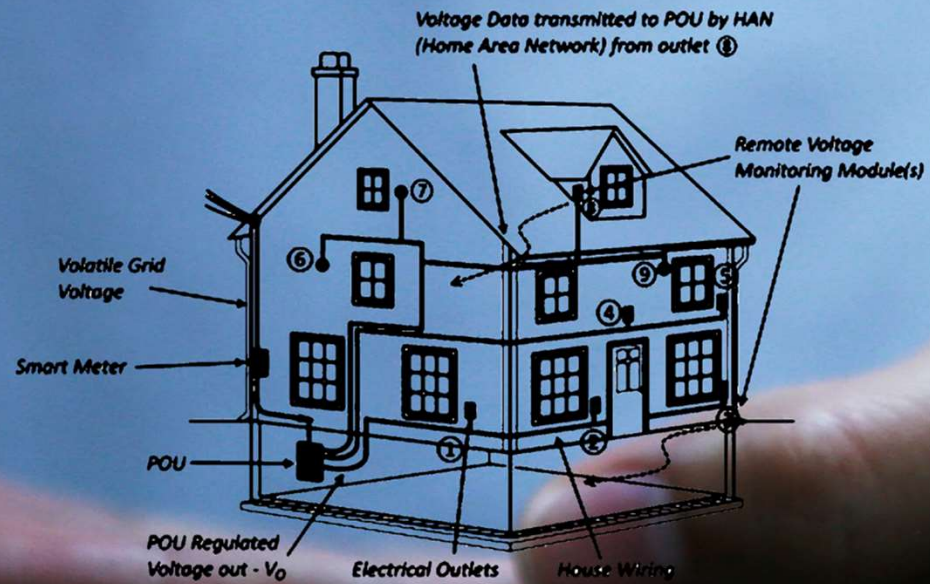 Voltage Data transmitted to POU by HAN
(Home Area Network) from outlet ⑧
Remote Voltage
Monitoring Module(s)
⑦
⑥
Volatile Grid
Voltage
⑨
⑤
④
Smart Meter
①
②
POU
POU Regulated
Voltage out - V₀
Electrical Outlets
House Wiring